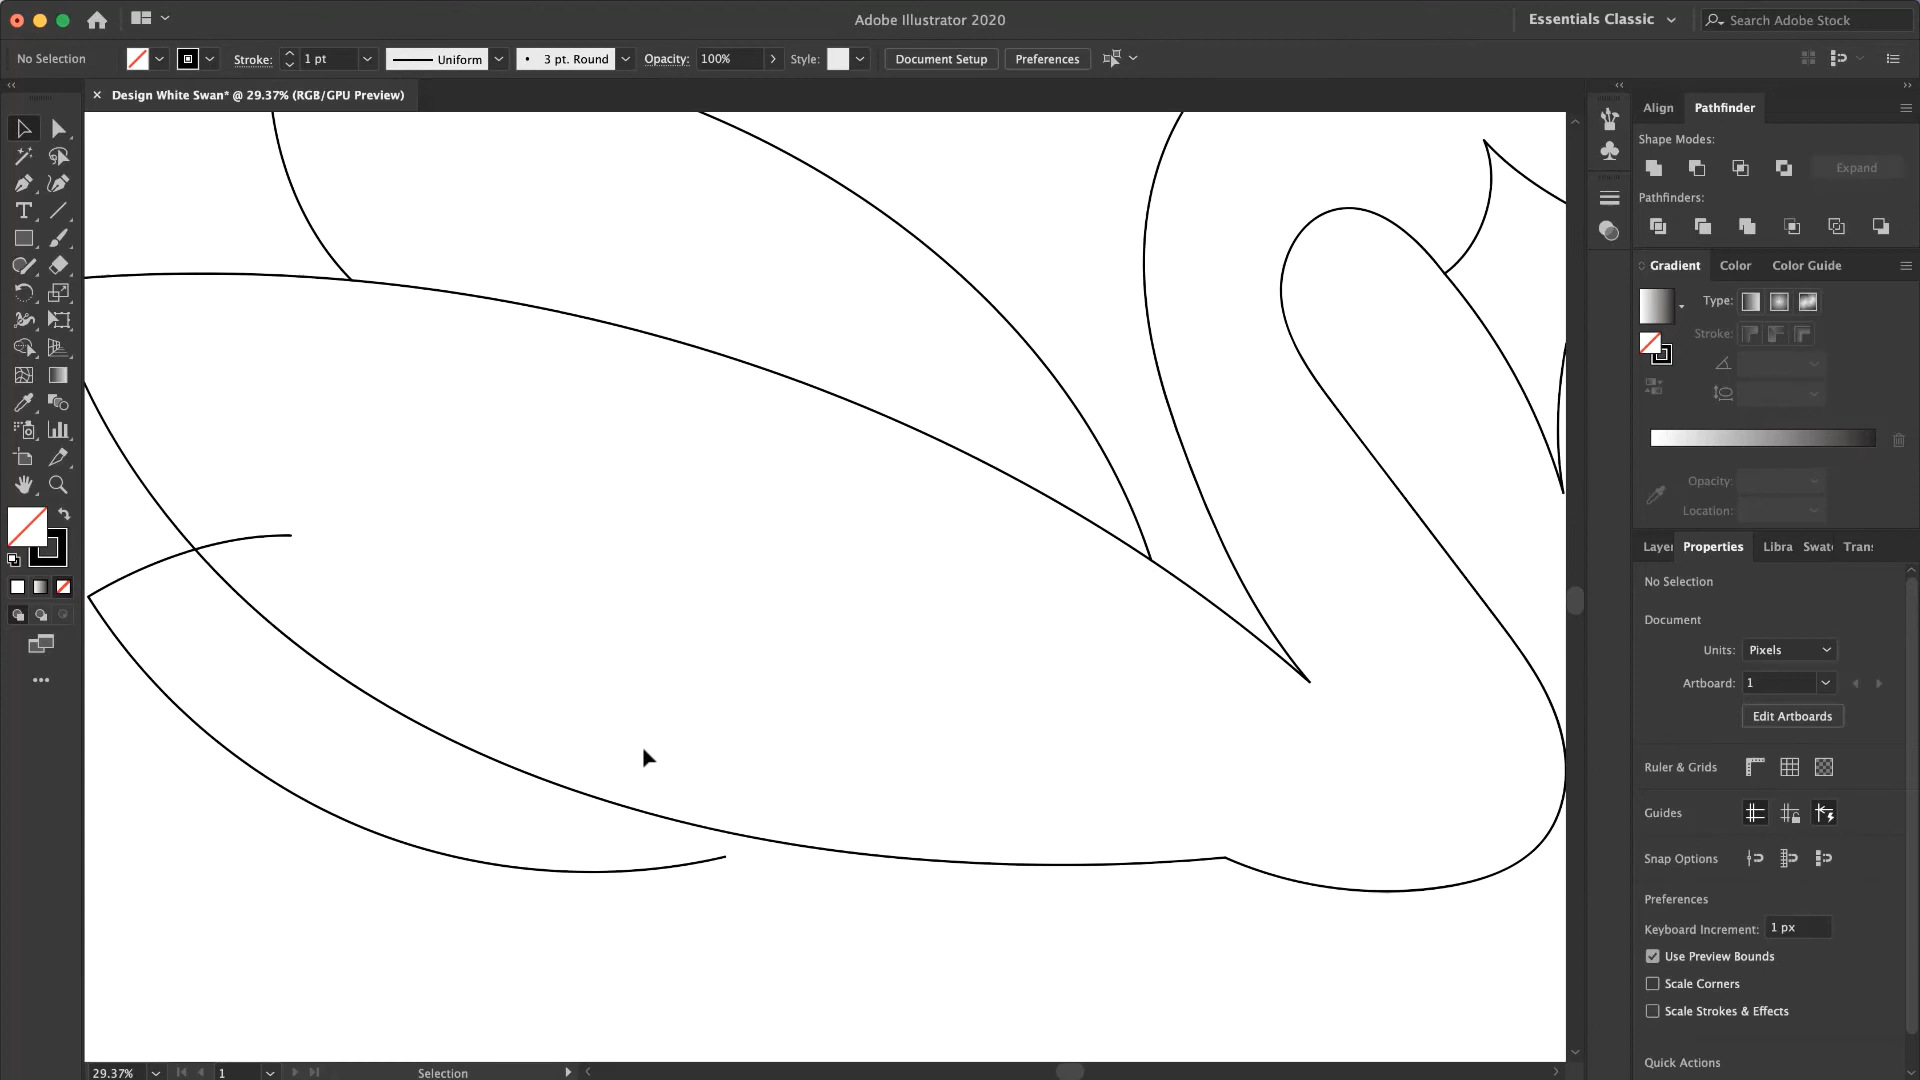 Adobe Illustrator 2020
Essentials Classic
Search Adobe Stock
No Selection
Stroke: 1 pt
Uniform
3 pt. Round
Opacity: 100%
Style:
Document Setup
Preferences
× Design White Swan* @ 29.37% (RGB/GPU Preview)
Align Pathfinder
Shape Modes:
Expand
Pathfinders:
Gradient Color Color Guide
Type:
Stroke:
Opacity:
Location:
Layer Properties Libra Swat Tran
No Selection
Document
Units: Pixels
Artboard: 1
Edit Artboards
Ruler & Grids
Guides
Snap Options
Preferences
Keyboard Increment: 1 px
Use Preview Bounds
Scale Corners
Scale Strokes & Effects
Quick Actions
29.37% 1 Selection